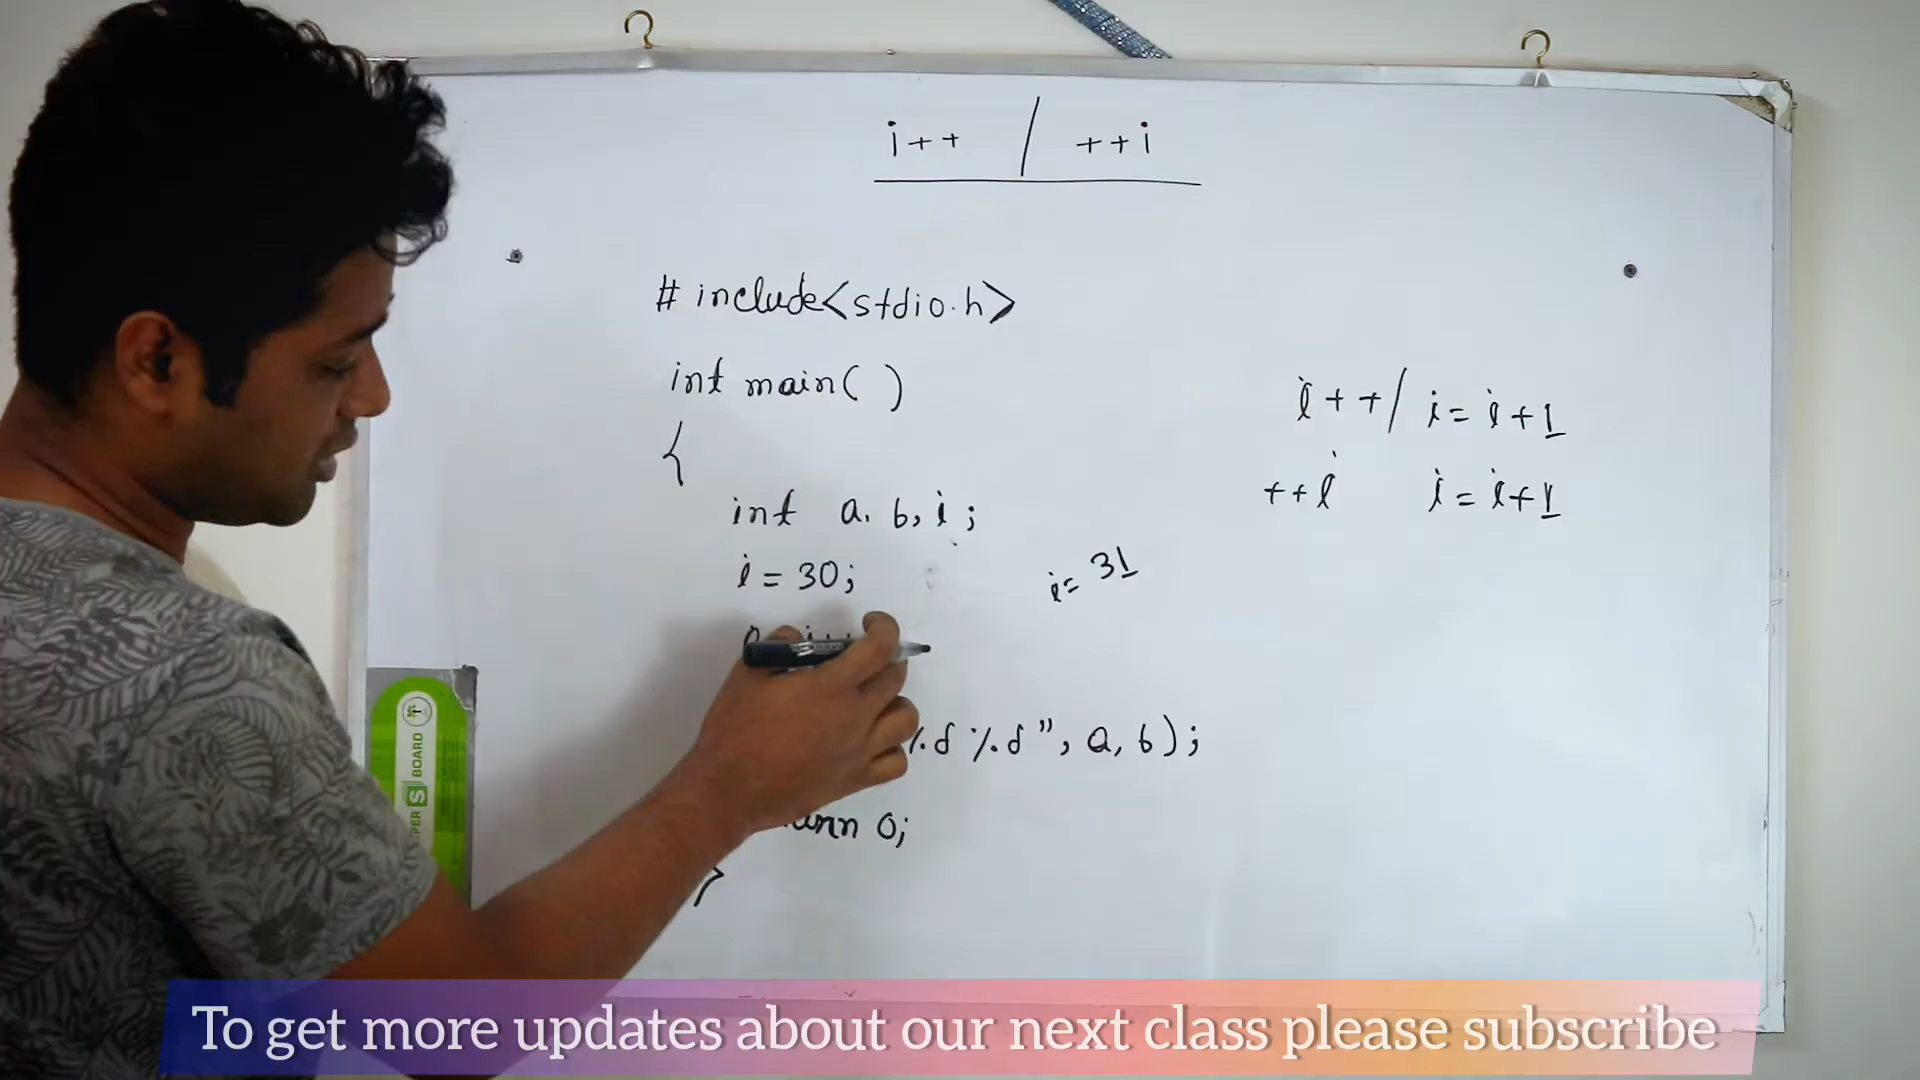 i++ / ++i
# include<stdio.h>
int main( )
{
int a, b, i;
i = 30;
%d %d", a, b);
0;
}
i++/ i = i+1
++i i = i+1
i= 31
BOARD
S
To get more updates about our next class please subscribe